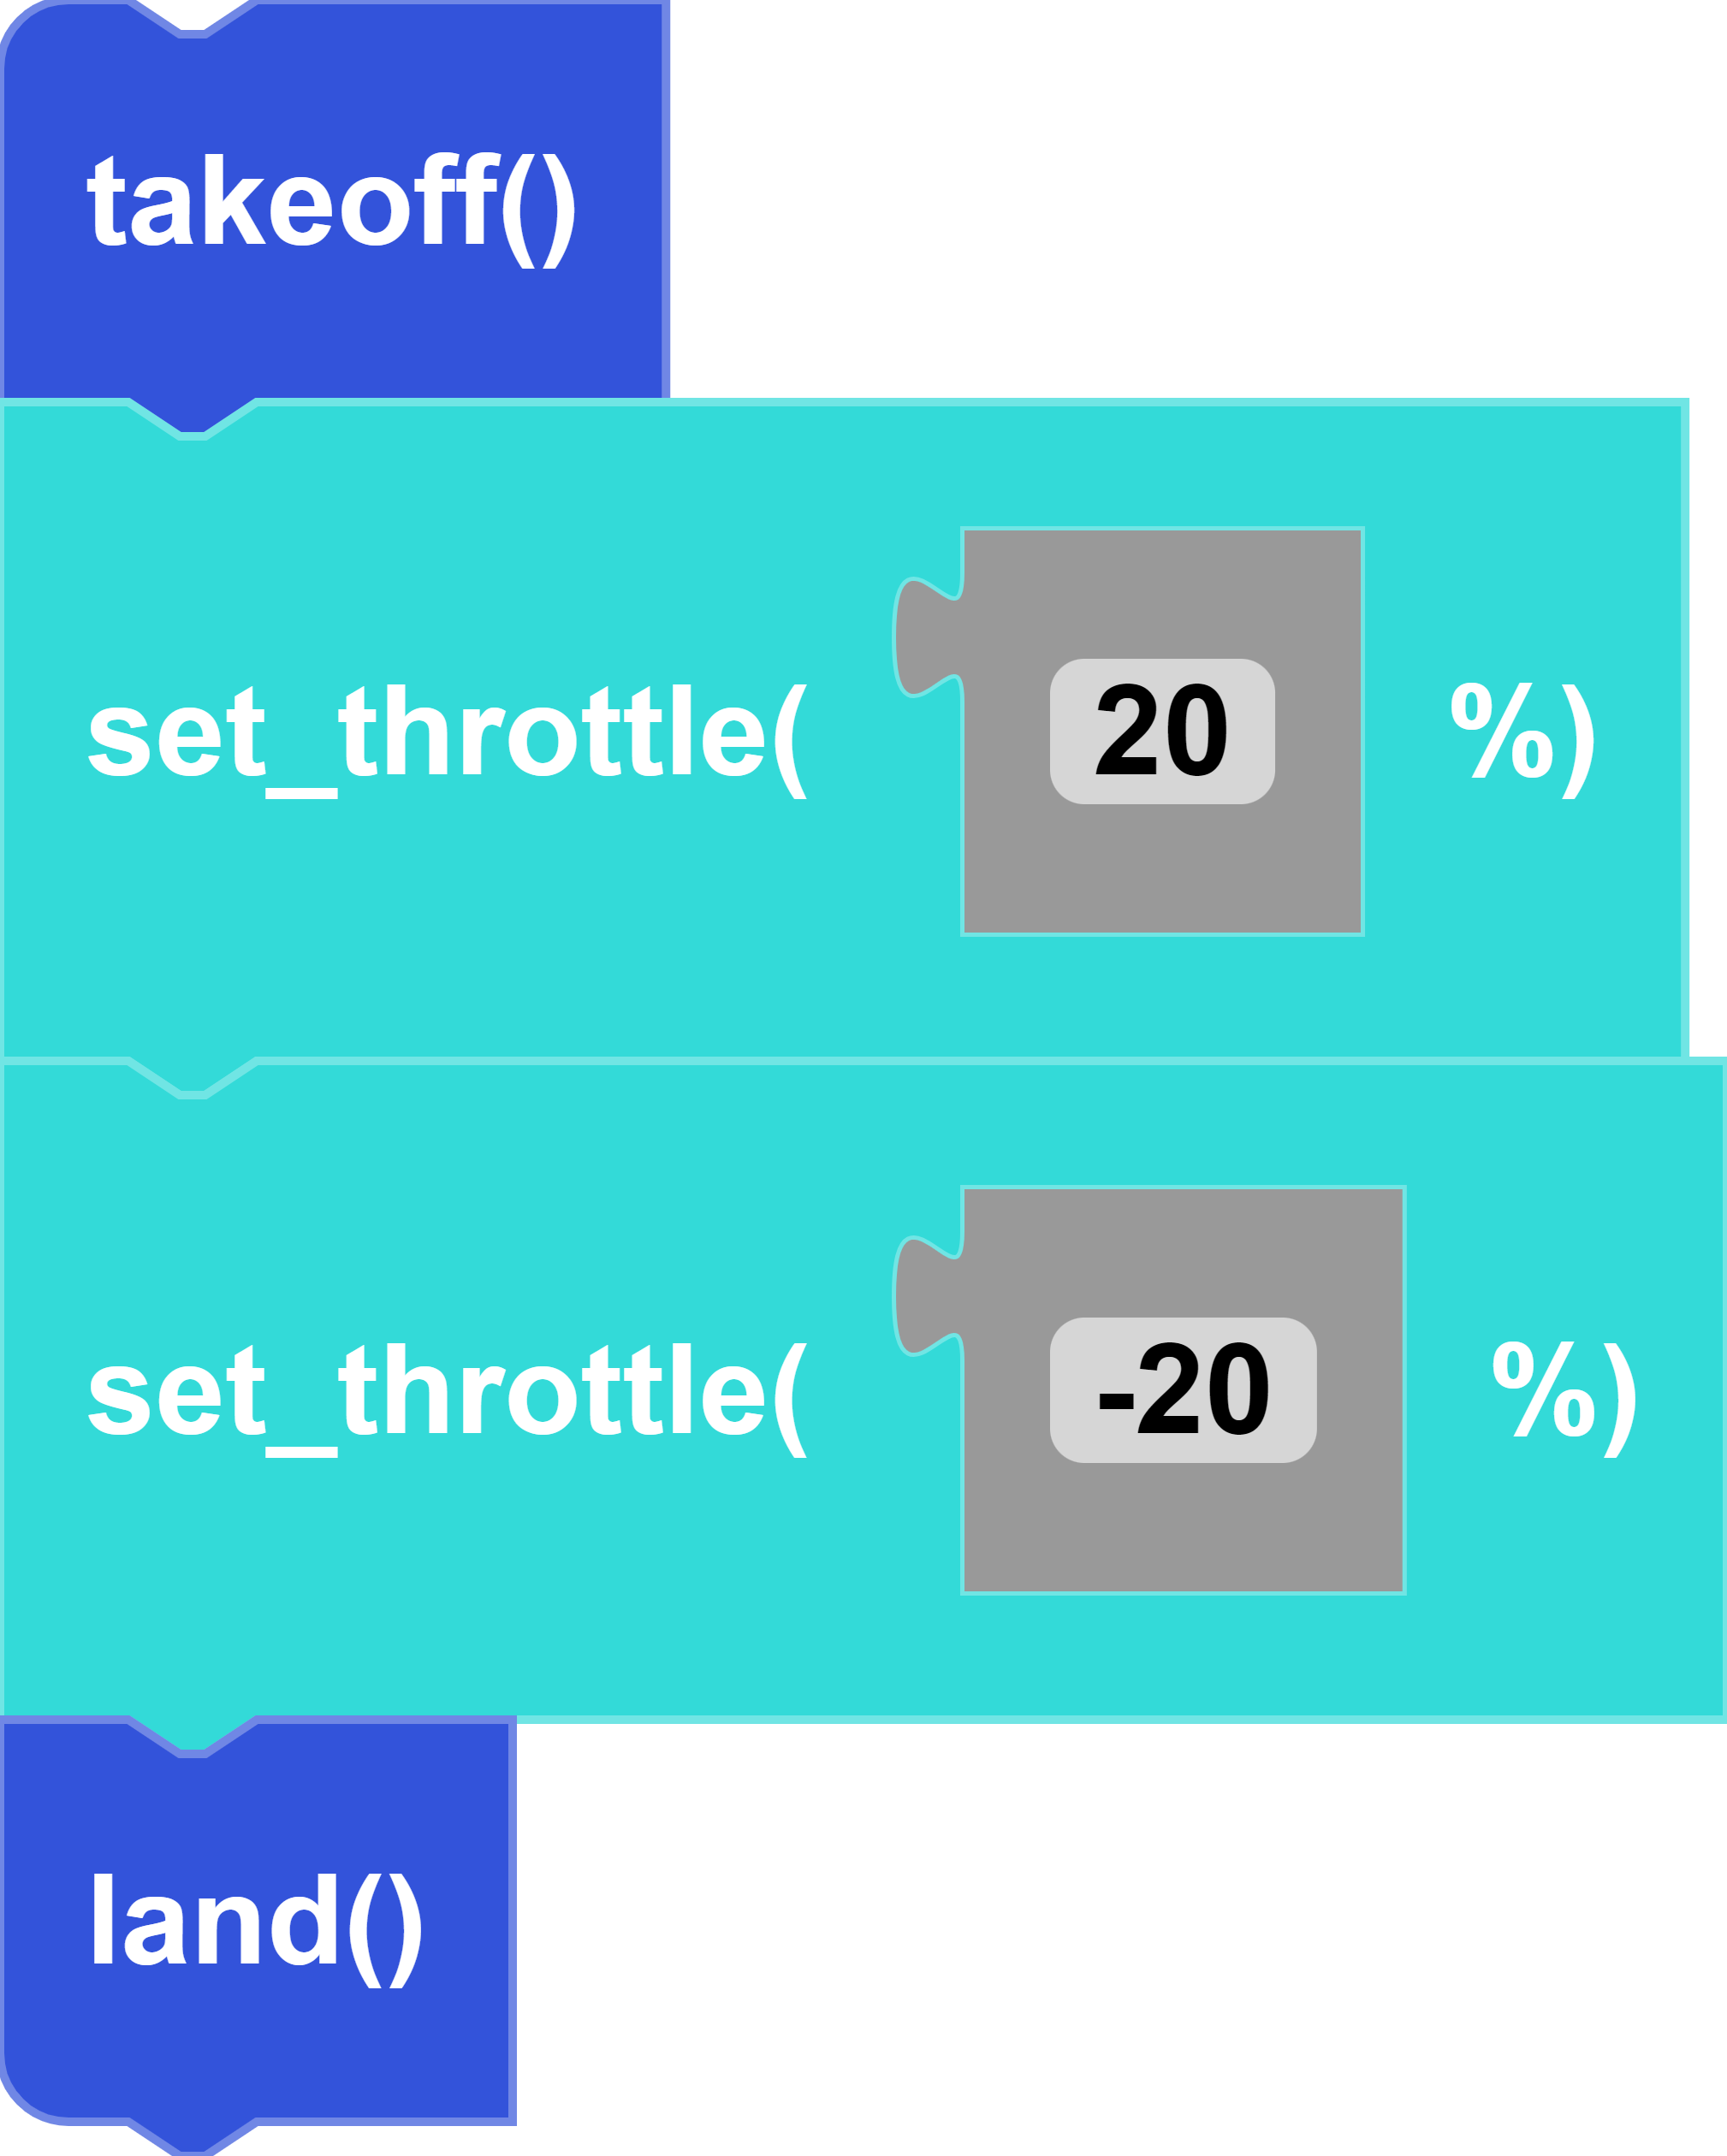 takeoff()
set_throttle( 20 %)
set_throttle( -20 %)
land()